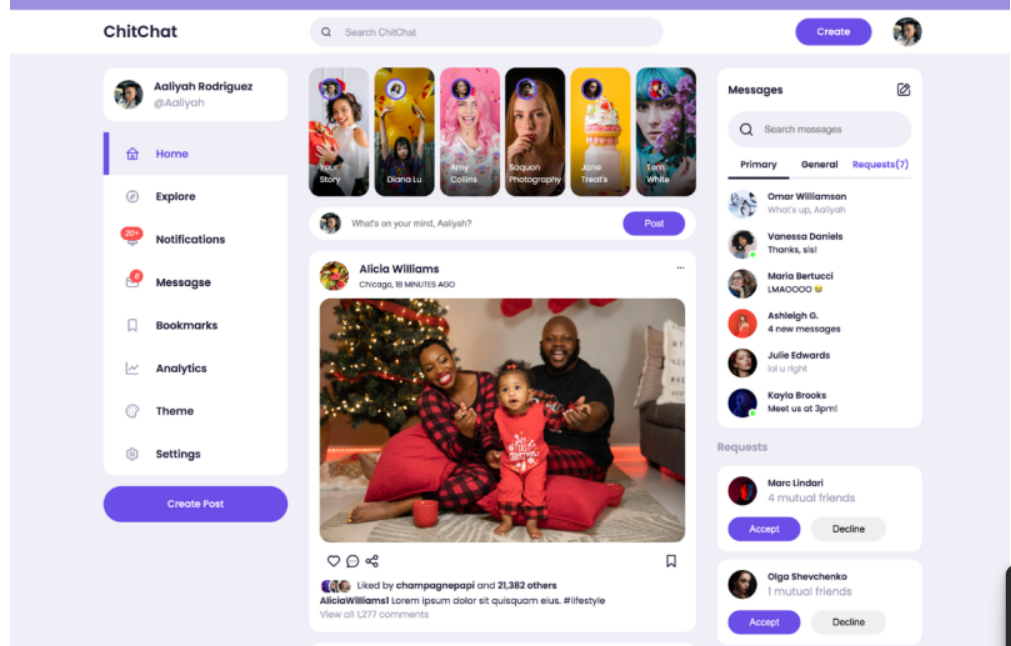 ChitChat
Search ChitChat
Create
Aaliyah Rodriguez
@Aaliyah
Home
Explore
20+
Notifications
6
Messagse
Bookmarks
Analytics
Theme
Settings
Create Post
Your
Story
Diana Lu
Amy
Collins
Saquon
Photography
Jane
Treat's
Tom
White
What's on your mind, Aaliyah?
Post
Alicia Williams
Chicago, 18 MINUTES AGO
Liked by champagnepapi and 21,382 others
AliciaWilliams1 Lorem ipsum dolor sit quisquam eius. #lifestyle
View all 1,277 comments
Messages
Search messages
Primary General Requests(7)
Omar Williamson
What's up, Aaliyah
Vanessa Daniels
Thanks, sis!
Maria Bertucci
LMAOOOO 😂
Ashleigh G.
4 new messages
Julie Edwards
lol u right
Kayla Brooks
Meet us at 3pm!
Requests
Marc Lindari
4 mutual friends
Accept Decline
Olga Shevchenko
1 mutual friends
Accept Decline